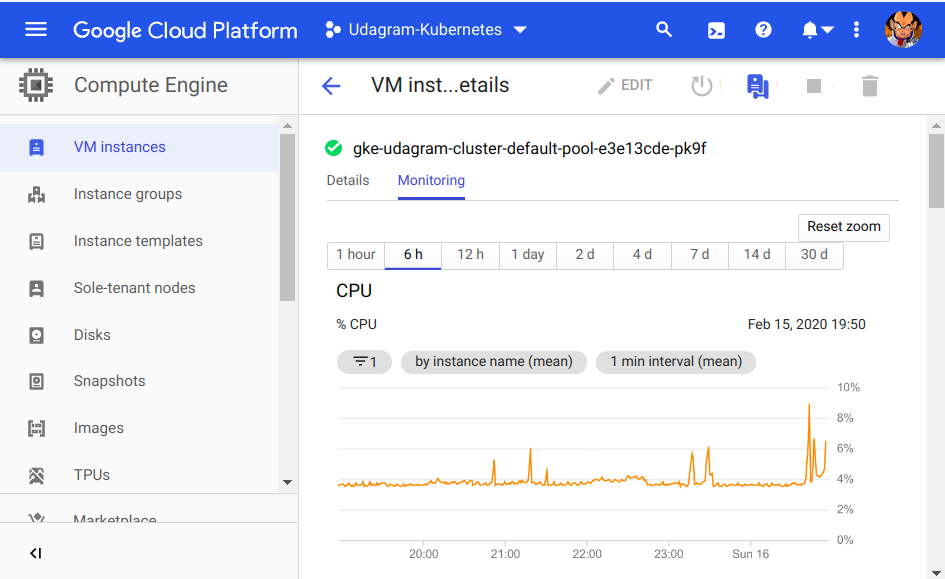 Google Cloud Platform
Udagram-Kubernetes
Compute Engine
VM inst...etails
EDIT
VM instances
Instance groups
Instance templates
Sole-tenant nodes
Disks
Snapshots
Images
TPUs
Marketplace
gke-udagram-cluster-default-pool-e3e13cde-pk9f
Details Monitoring
Reset zoom
1 hour 6 h 12 h 1 day 2 d 4 d 7 d 14 d 30 d
CPU
% CPU Feb 15, 2020 19:50
1 by instance name (mean) 1 min interval (mean)
10%
8%
6%
4%
2%
0%
20:00 21:00 22:00 23:00 Sun 16